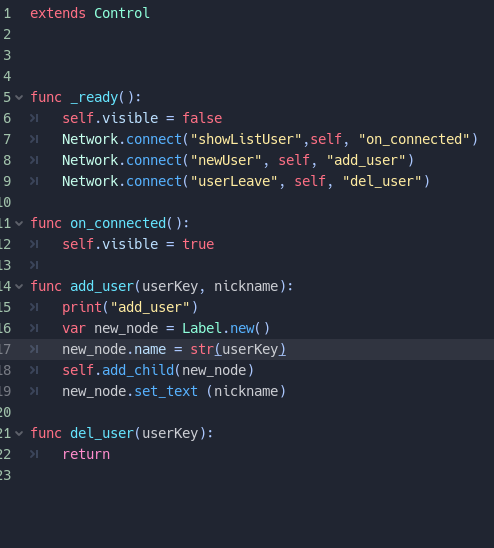 1 extends Control
2
3
4
5 func _ready():
6 self.visible = false
7 Network.connect("showListUser",self, "on_connected")
8 Network.connect("newUser", self, "add_user")
9 Network.connect("userLeave", self, "del_user")
10
11 func on_connected():
12 self.visible = true
13
14 func add_user(userKey, nickname):
15 print("add_user")
16 var new_node = Label.new()
17 new_node.name = str(userKey)
18 self.add_child(new_node)
19 new_node.set_text (nickname)
20
21 func del_user(userKey):
22 return
23